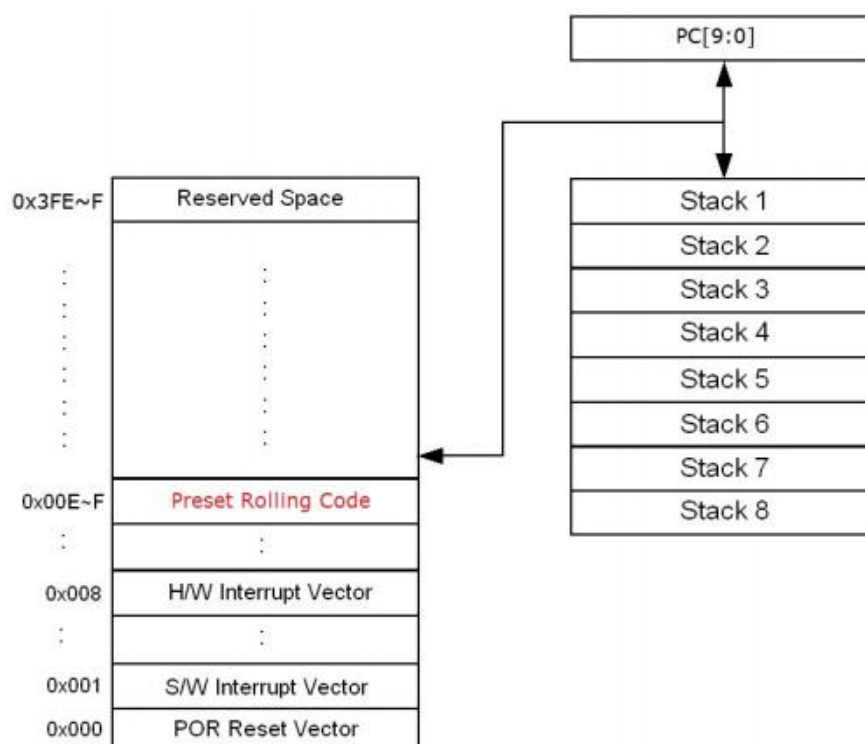 PC[9:0]
0x3FE~F Reserved Space
Stack 1
Stack 2
Stack 3
Stack 4
Stack 5
Stack 6
Stack 7
Stack 8
0x00E~F Preset Rolling Code
0x008 H/W Interrupt Vector
0x001 S/W Interrupt Vector
0x000 POR Reset Vector